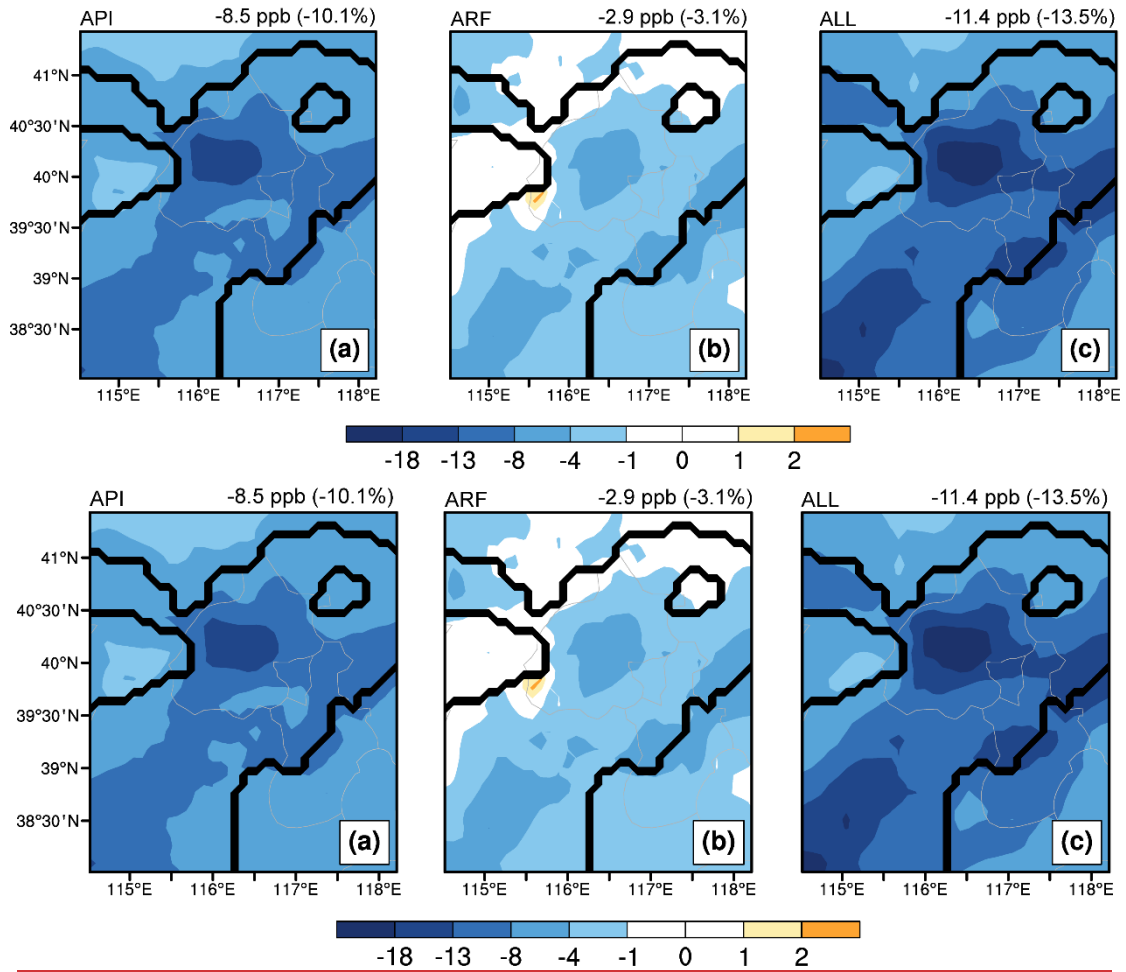 API -8.5 ppb (-10.1%) ARF -2.9 ppb (-3.1%) ALL -11.4 ppb (-13.5%)
41°N
40°30'N
40°N
39°30'N
39°N
38°30'N
(a) (b) (c)
115°E 116°E 117°E 118°E 115°E 116°E 117°E 118°E 115°E 116°E 117°E 118°E
-18 -13 -8 -4 -1 0 1 2
API -8.5 ppb (-10.1%) ARF -2.9 ppb (-3.1%) ALL -11.4 ppb (-13.5%)
41°N
40°30'N
40°N
39°30'N
39°N
38°30'N
(a) (b) (c)
115°E 116°E 117°E 118°E 115°E 116°E 117°E 118°E 115°E 116°E 117°E 118°E
-18 -13 -8 -4 -1 0 1 2